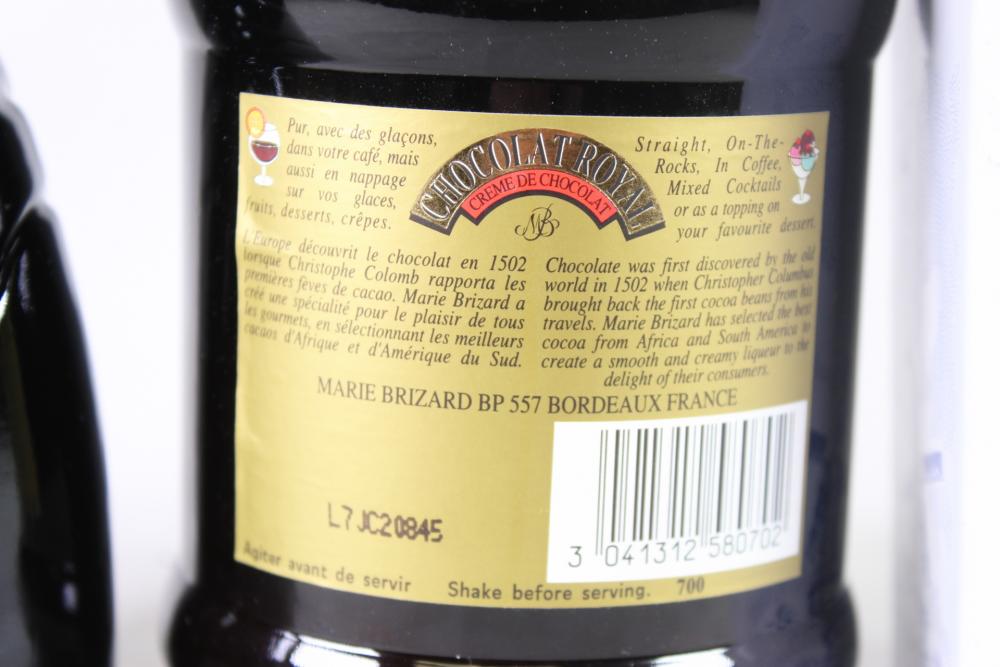 Pur, avec des glaçons,
dans votre café, mais
aussi en nappage
sur vos glaces,
fruits, desserts, crêpes.
CHOCOLAT ROYAL
CREME DE CHOCOLAT
MB
Straight, On-The-
Rocks, In Coffee,
Mixed Cocktails
or as a topping on
your favourite dessert.
L'Europe découvrit le chocolat en 1502
lorsque Christophe Colomb rapporta les
premières fèves de cacao. Marie Brizard a
créé une spécialité pour le plaisir de tous
les gourmets, en sélectionnant les meilleurs
cacaos d'Afrique et d'Amérique du Sud.
Chocolate was first discovered by the old
world in 1502 when Christopher Columbus
brought back the first cocoa beans from his
travels. Marie Brizard has selected the best
cocoa from Africa and South America to
create a smooth and creamy liqueur to the
delight of their consumers.
MARIE BRIZARD BP 557 BORDEAUX FRANCE
L7JC20845
3 041312 580702
Agiter avant de servir Shake before serving. 700